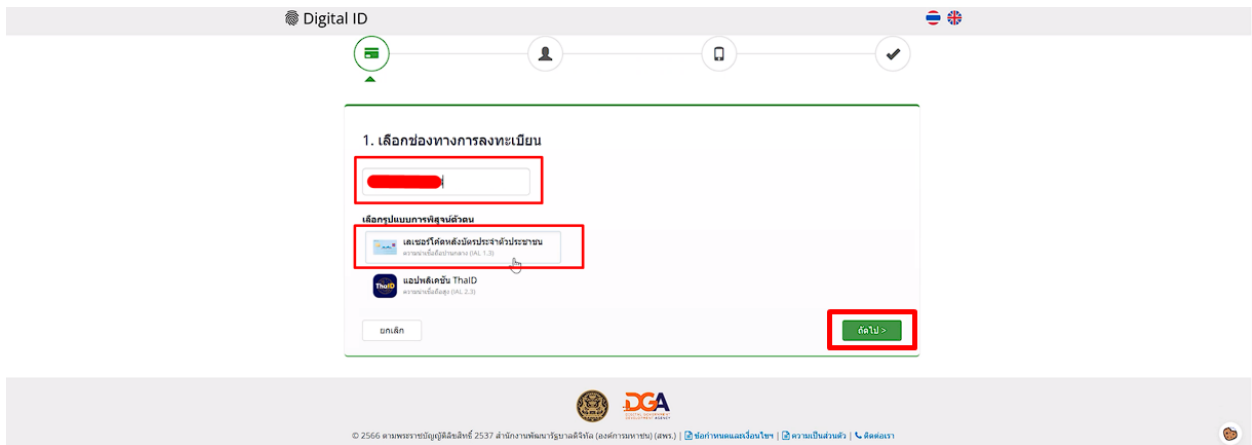 Digital ID
1. เลือกช่องทางการลงทะเบียน
เลือกรูปแบบการพิสูจน์ตัวตน
เลเซอร์โค้ดหลังบัตรประจำตัวประชาชน
ความน่าเชื่อถือปานกลาง (IAL 1.3)
ThaID
แอปพลิเคชัน ThaID
ความน่าเชื่อถือสูง (IAL 2.3)
ยกเลิก
ถัดไป >
DGA
© 2566 ตามพระราชบัญญัติลิขสิทธิ์ 2537 สำนักงานพัฒนารัฐบาลดิจิทัล (องค์การมหาชน) (สพร.) | ข้อกำหนดและเงื่อนไขฯ | ความเป็นส่วนตัว | ติดต่อเรา